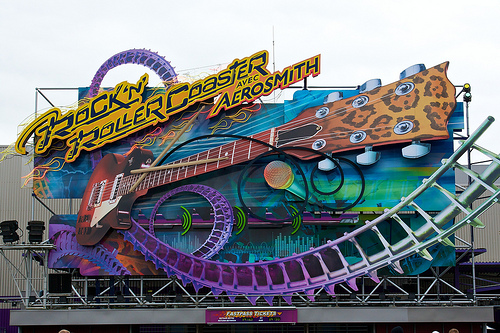 ROCK'N'
ROLLER COASTER
AVEC
AEROSMITH
FASTPASS TICKETS